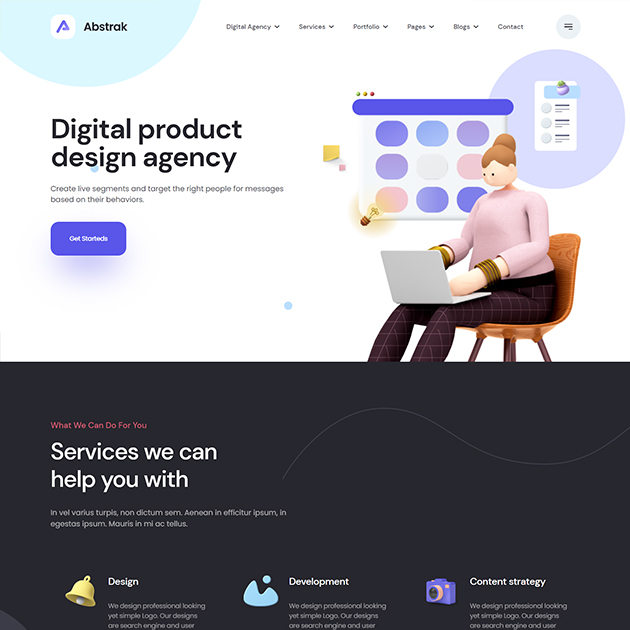 Abstrak
Digital Agency
Services
Portfolio
Pages
Blogs
Contact
Digital product
design agency
Create live segments and target the right people for messages
based on their behaviors.
Get Starteds
What We Can Do For You
Services we can
help you with
In vel varius turpis, non dictum sem. Aenean in efficitur ipsum, in
egestas ipsum. Mauris in mi ac tellus.
Design
We design professional looking
yet simple Logo. Our designs
are search engine and user
Development
We design professional looking
yet simple Logo. Our designs
are search engine and user
Content strategy
We design professional looking
yet simple Logo. Our designs
are search engine and user